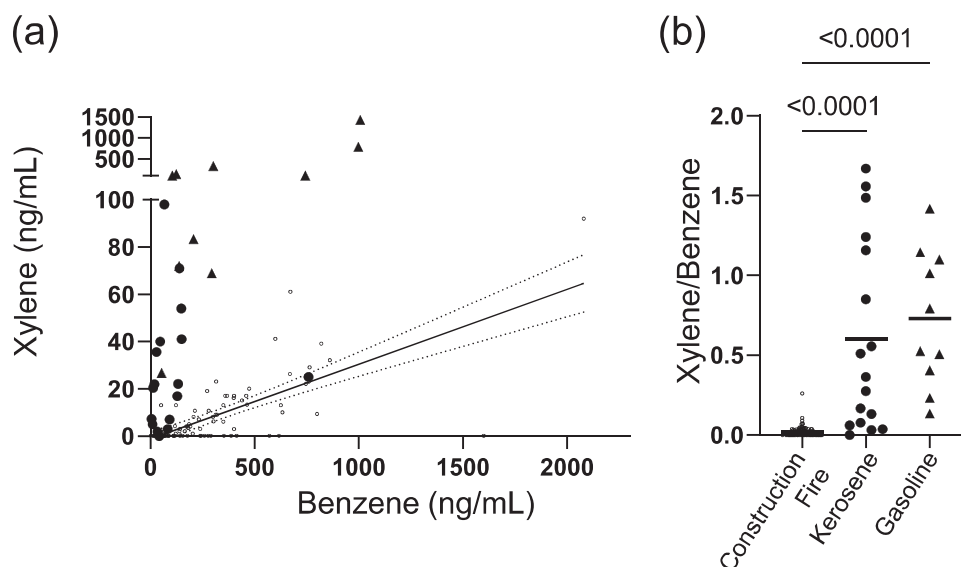 (a)
Xylene (ng/mL)
1500
1000
500
100
80
60
40
20
0
0 500 1000 1500 2000
Benzene (ng/mL)
(b)
<0.0001
<0.0001
Xylene/Benzene
2.0
1.5
1.0
0.5
0.0
Construction
Fire
Kerosene
Gasoline